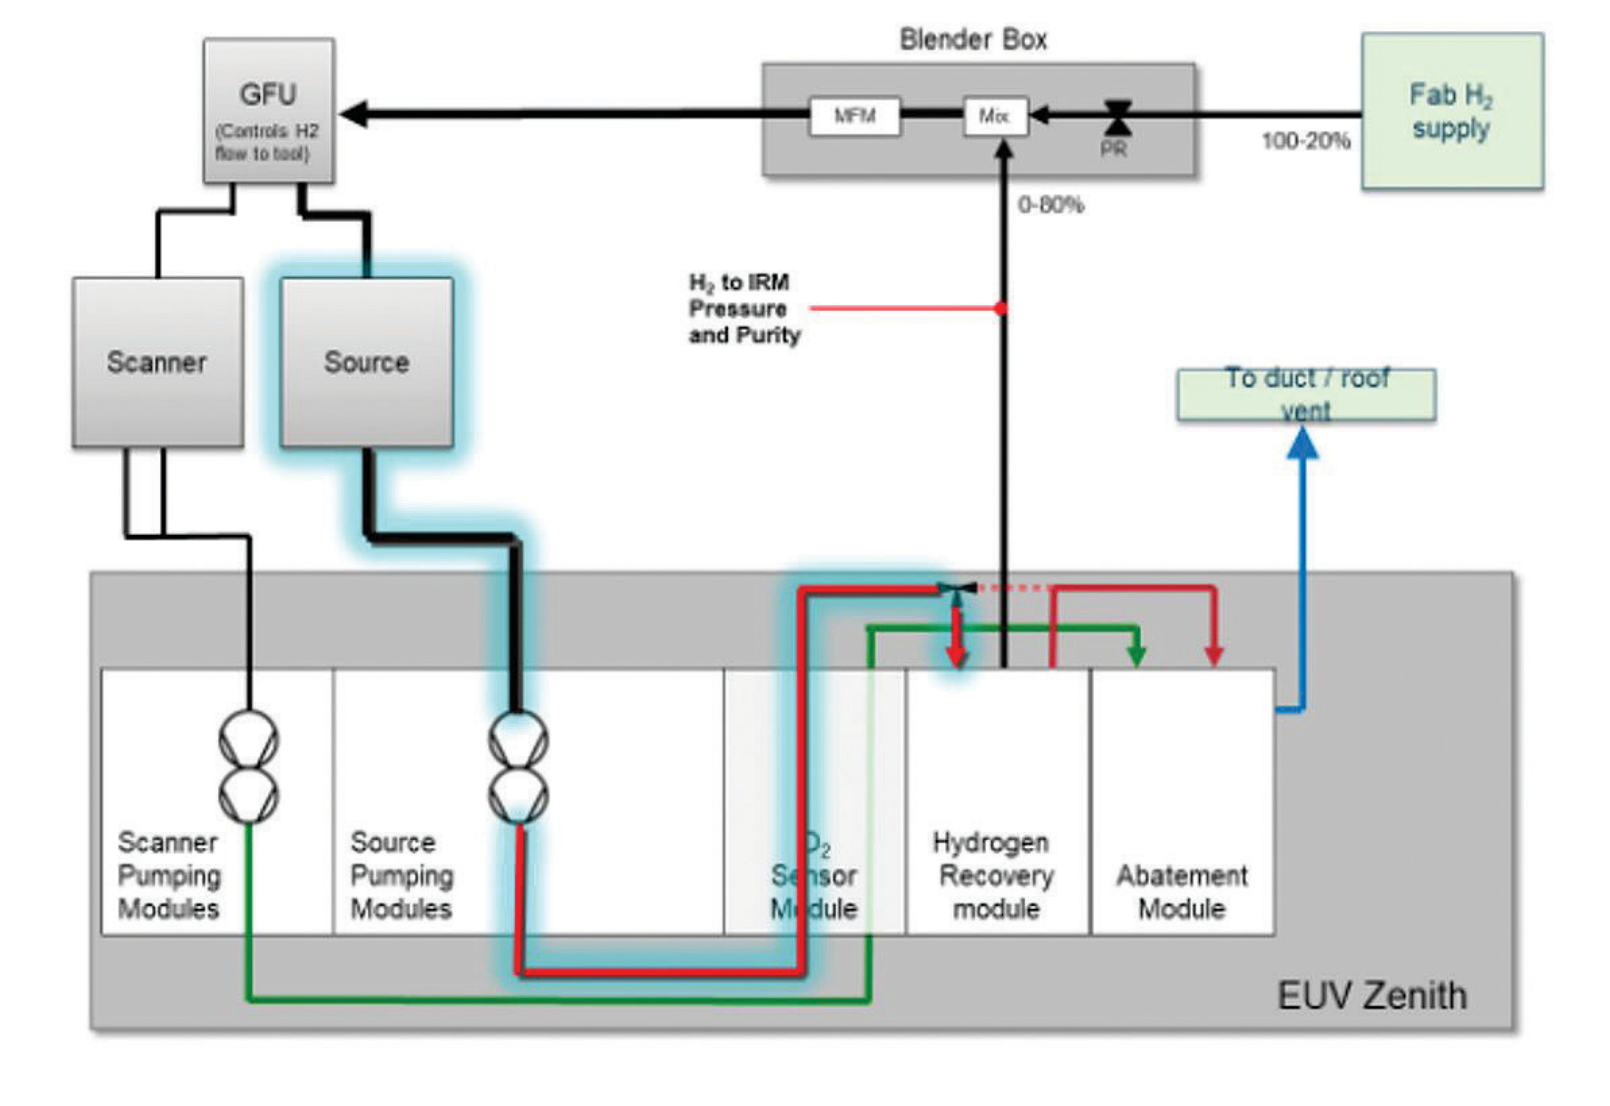 Blender Box
GFU
(Controls H2
flow to tool)
MFM
Mix
PR
100-20%
Fab H₂
supply
0-80%
H₂ to IRM
Pressure
and Purity
Scanner
Source
To duct / roof
vent
Scanner
Pumping
Modules
Source
Pumping
Modules
O₂
Sensor
Module
Hydrogen
Recovery
module
Abatement
Module
EUV Zenith